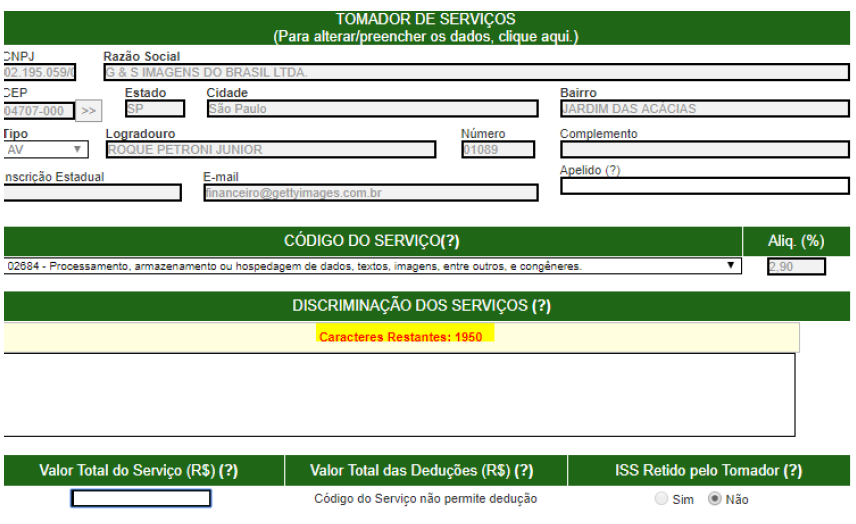 TOMADOR DE SERVIÇOS
(Para alterar/preencher os dados, clique aqui.)
CNPJ Razão Social
02.195.059/0 G & S IMAGENS DO BRASIL LTDA.
CEP Estado Cidade Bairro
04707-000 >> SP São Paulo JARDIM DAS ACÁCIAS
Tipo Logradouro Número Complemento
AV ROQUE PETRONI JUNIOR 01089
nscrição Estadual E-mail Apelido (?)
financeiro@gettyimages.com.br
CÓDIGO DO SERVIÇO(?) Aliq. (%)
02684 - Processamento, armazenamento ou hospedagem de dados, textos, imagens, entre outros, e congêneres. 2,90
DISCRIMINAÇÃO DOS SERVIÇOS (?)
Caracteres Restantes: 1950
Valor Total do Serviço (R$) (?) Valor Total das Deduções (R$) (?) ISS Retido pelo Tomador (?)
Código do Serviço não permite dedução Sim Não